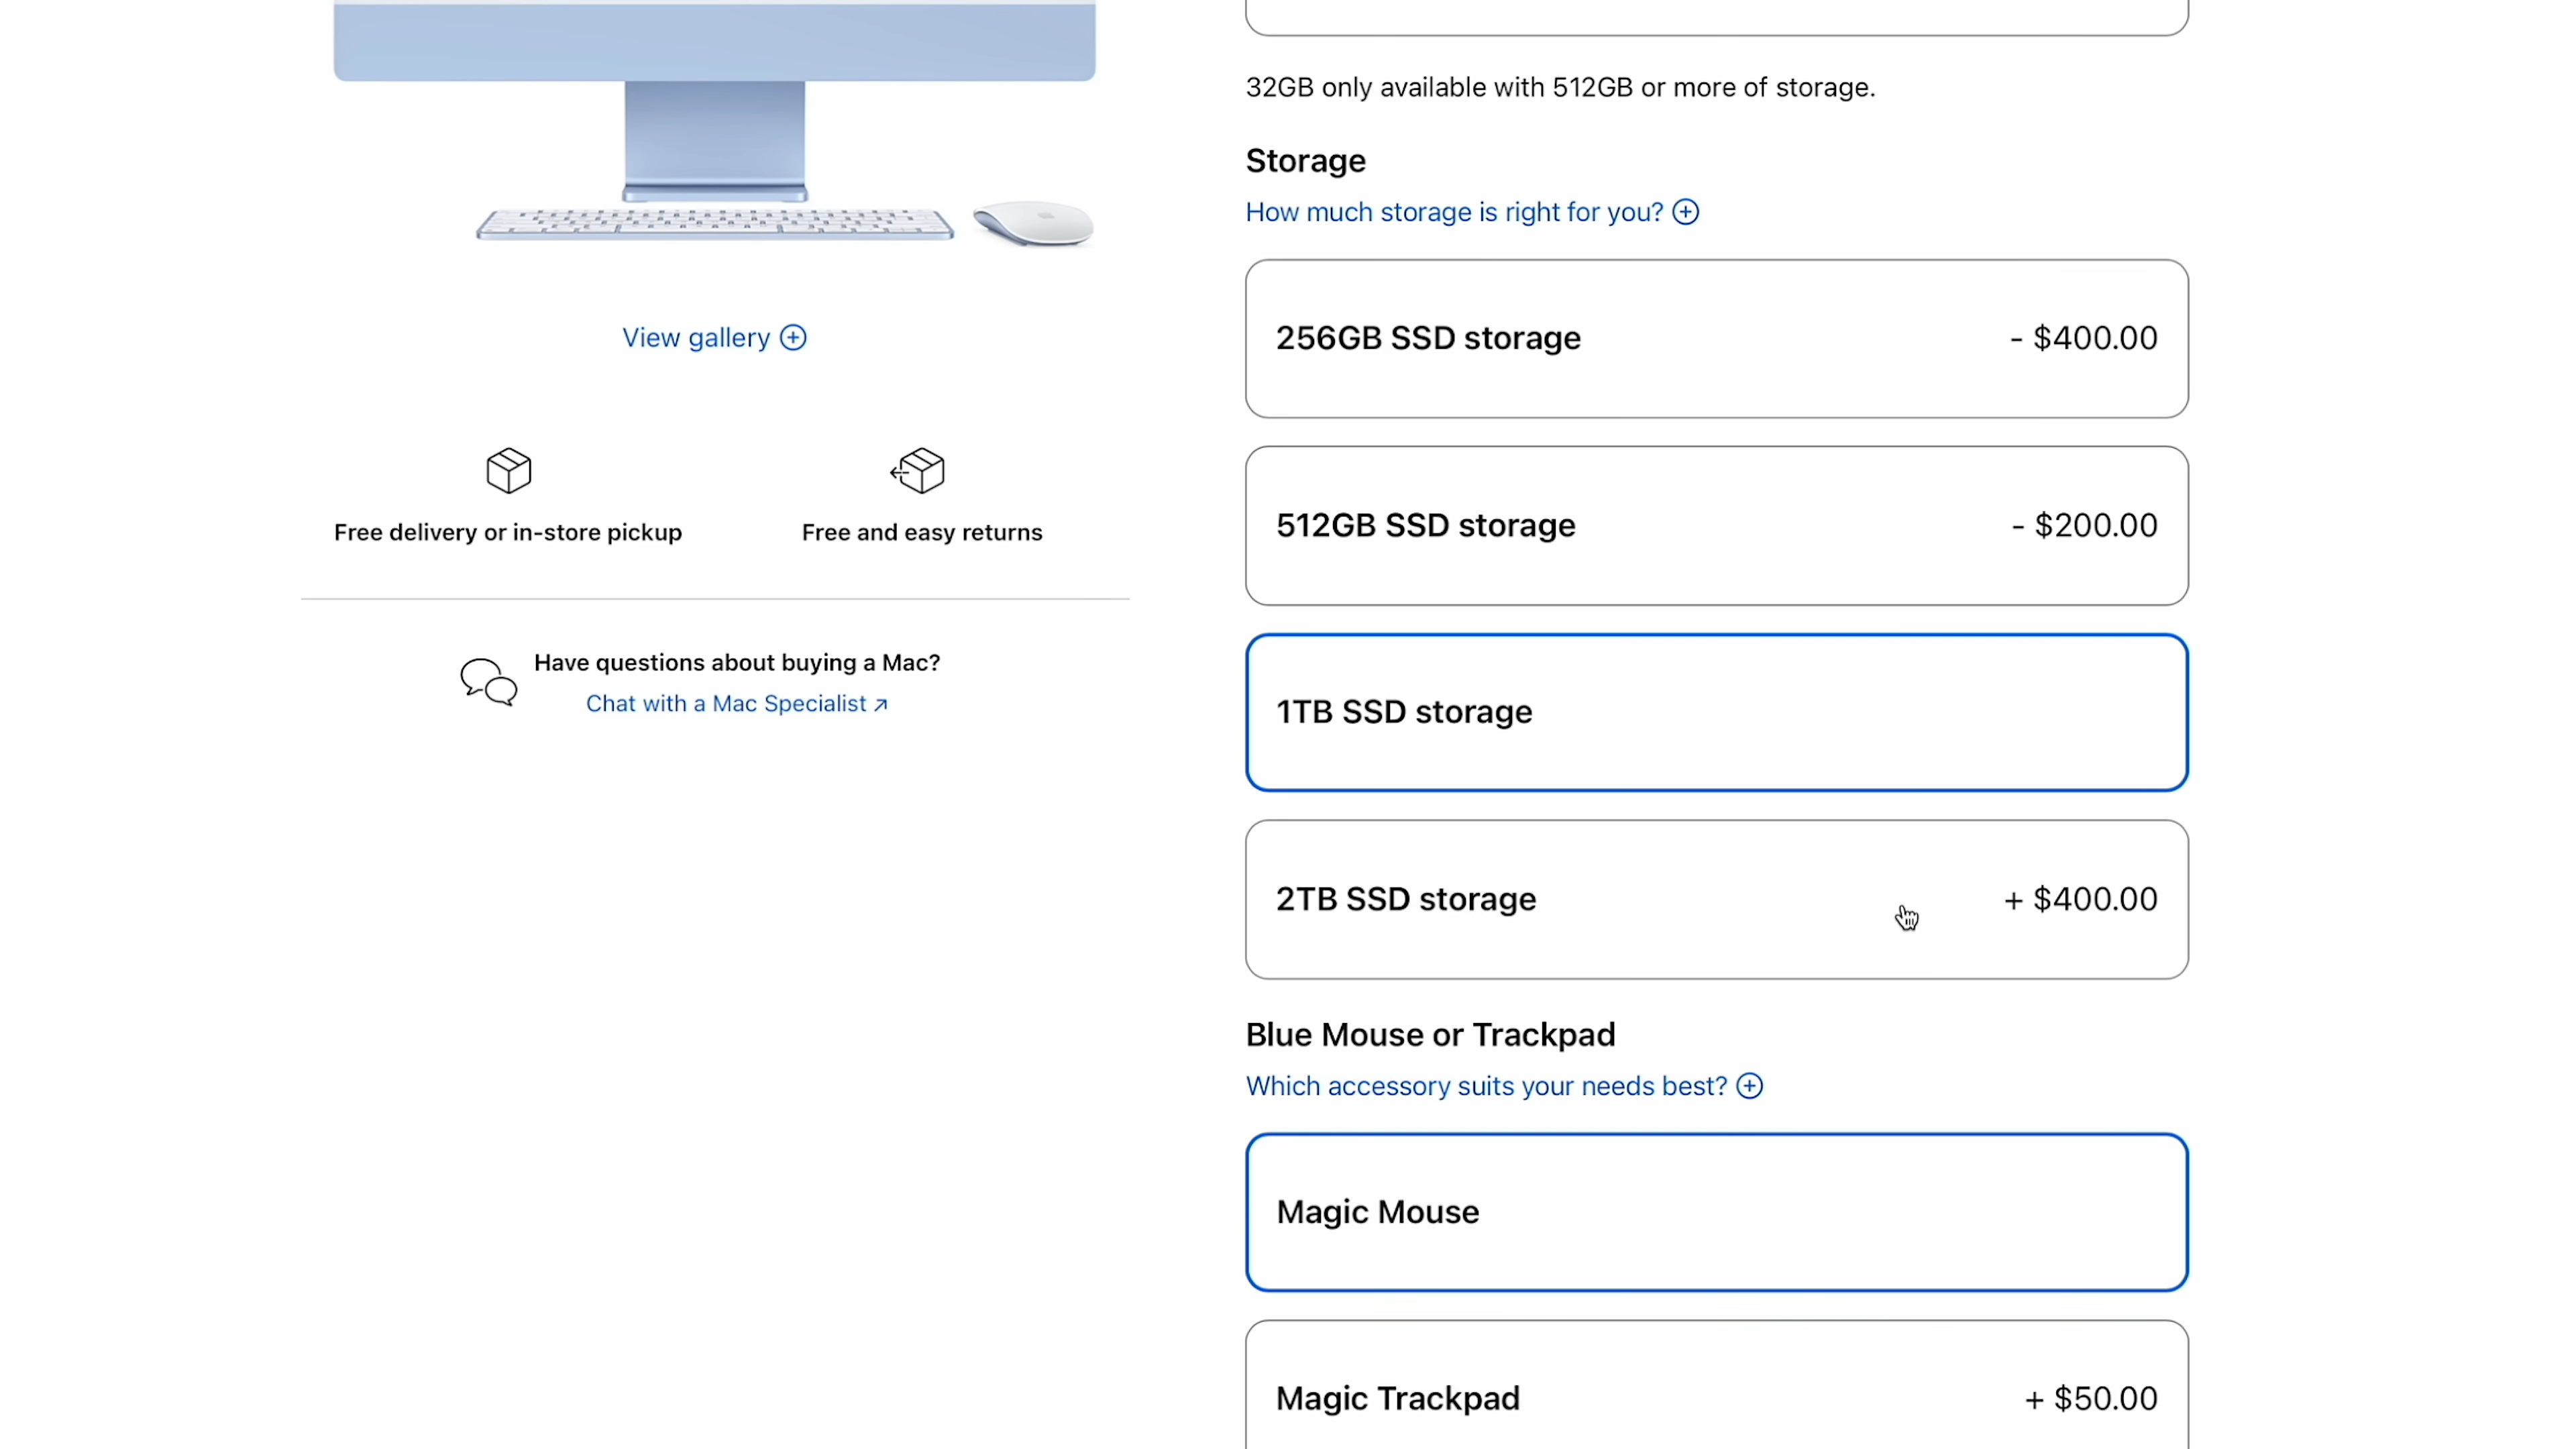 View gallery
Free delivery or in-store pickup
Free and easy returns
Have questions about buying a Mac?
Chat with a Mac Specialist ↗
32GB only available with 512GB or more of storage.
Storage
How much storage is right for you?
256GB SSD storage - $400.00
512GB SSD storage - $200.00
1TB SSD storage
2TB SSD storage + $400.00
Blue Mouse or Trackpad
Which accessory suits your needs best?
Magic Mouse
Magic Trackpad + $50.00